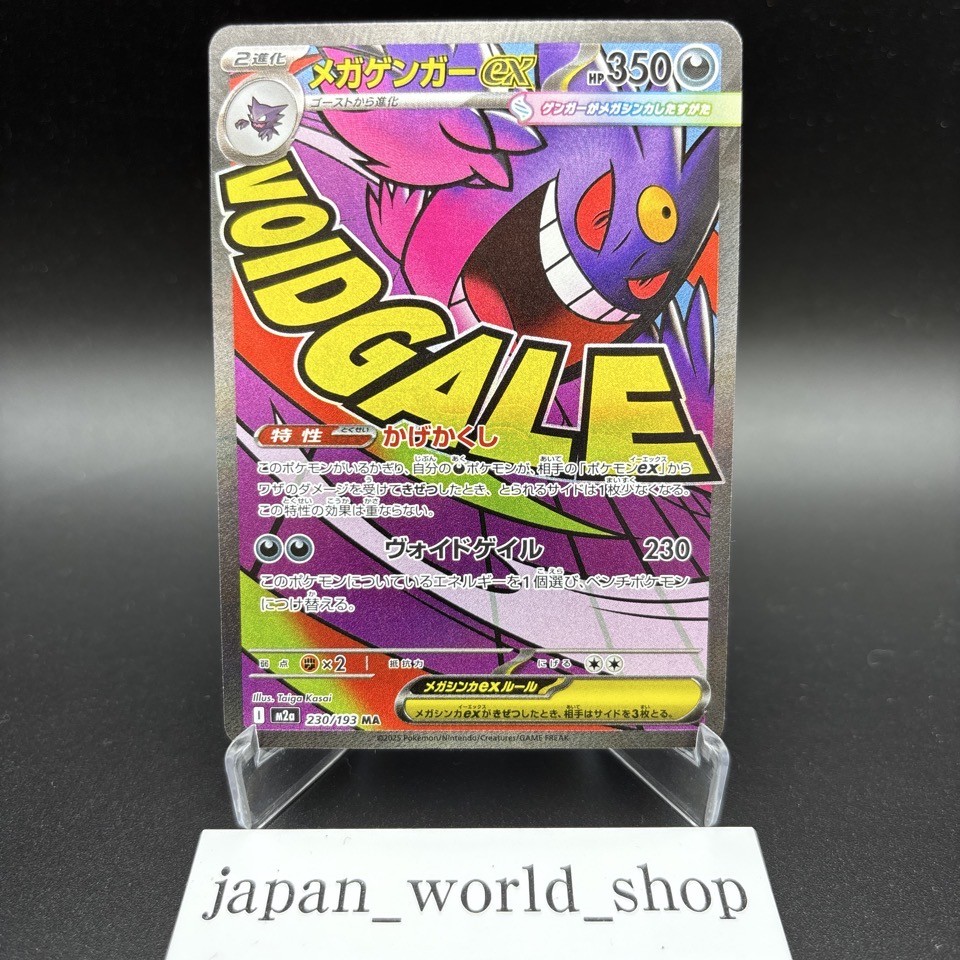 2進化
メガゲンガーex
HP350
ゴーストから進化
ゲンガーがメガシンカしたすがた
VOID GALE
特性 とくせい かげかくし
このポケモンがいるかぎり、自分のポケモンが、相手の「ポケモンex」から
ワザのダメージを受けてきぜつしたとき、とられるサイドは1枚少なくなる。
この特性の効果は重ならない。
ヴォイドゲイル 230
このポケモンについているエネルギーを1個選び、ベンチポケモン
につけ替える。
弱点 ×2 抵抗力 にげる
メガシンカexルール
メガシンカexがきぜつしたとき、相手はサイドを3枚とる。
Illus. Taiga Kasai
I m2a 230/193 MA
©2025 Pokémon/Nintendo/Creatures/GAME FREAK.
japan_world_shop